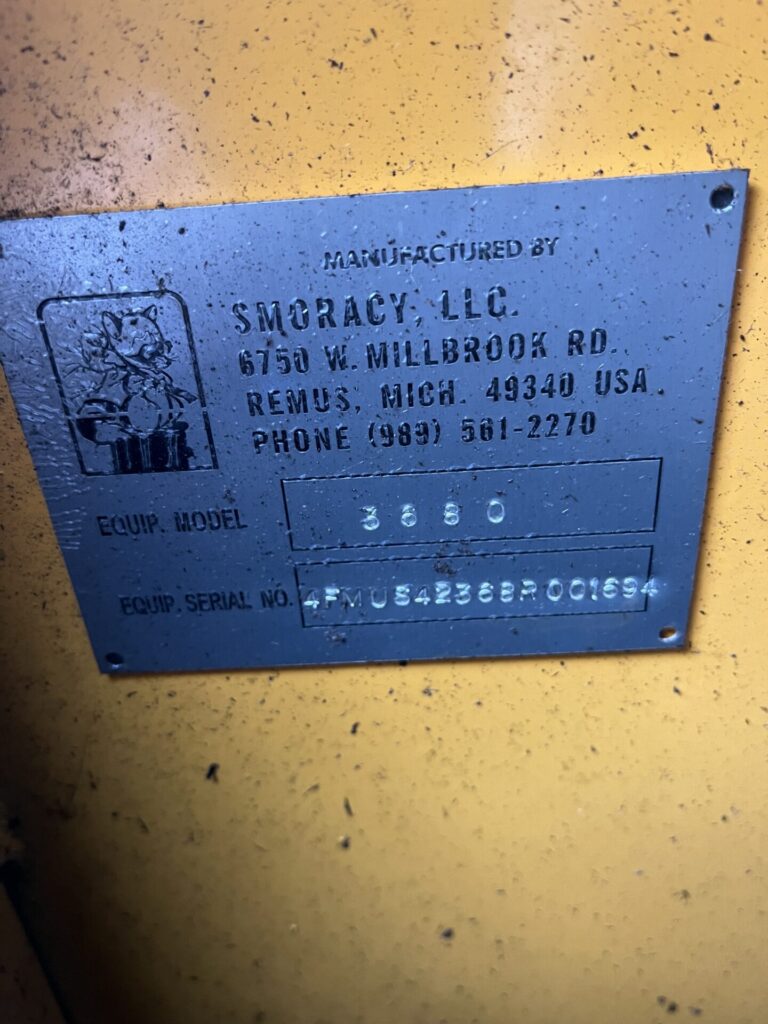 MANUFACTURED BY
SMORACY, LLC.
6750 W. MILLBROOK RD.
REMUS, MICH. 49340 USA
PHONE (989) 561-2270
EQUIP. MODEL 3680
EQUIP. SERIAL NO. 4FMUS42368R001694